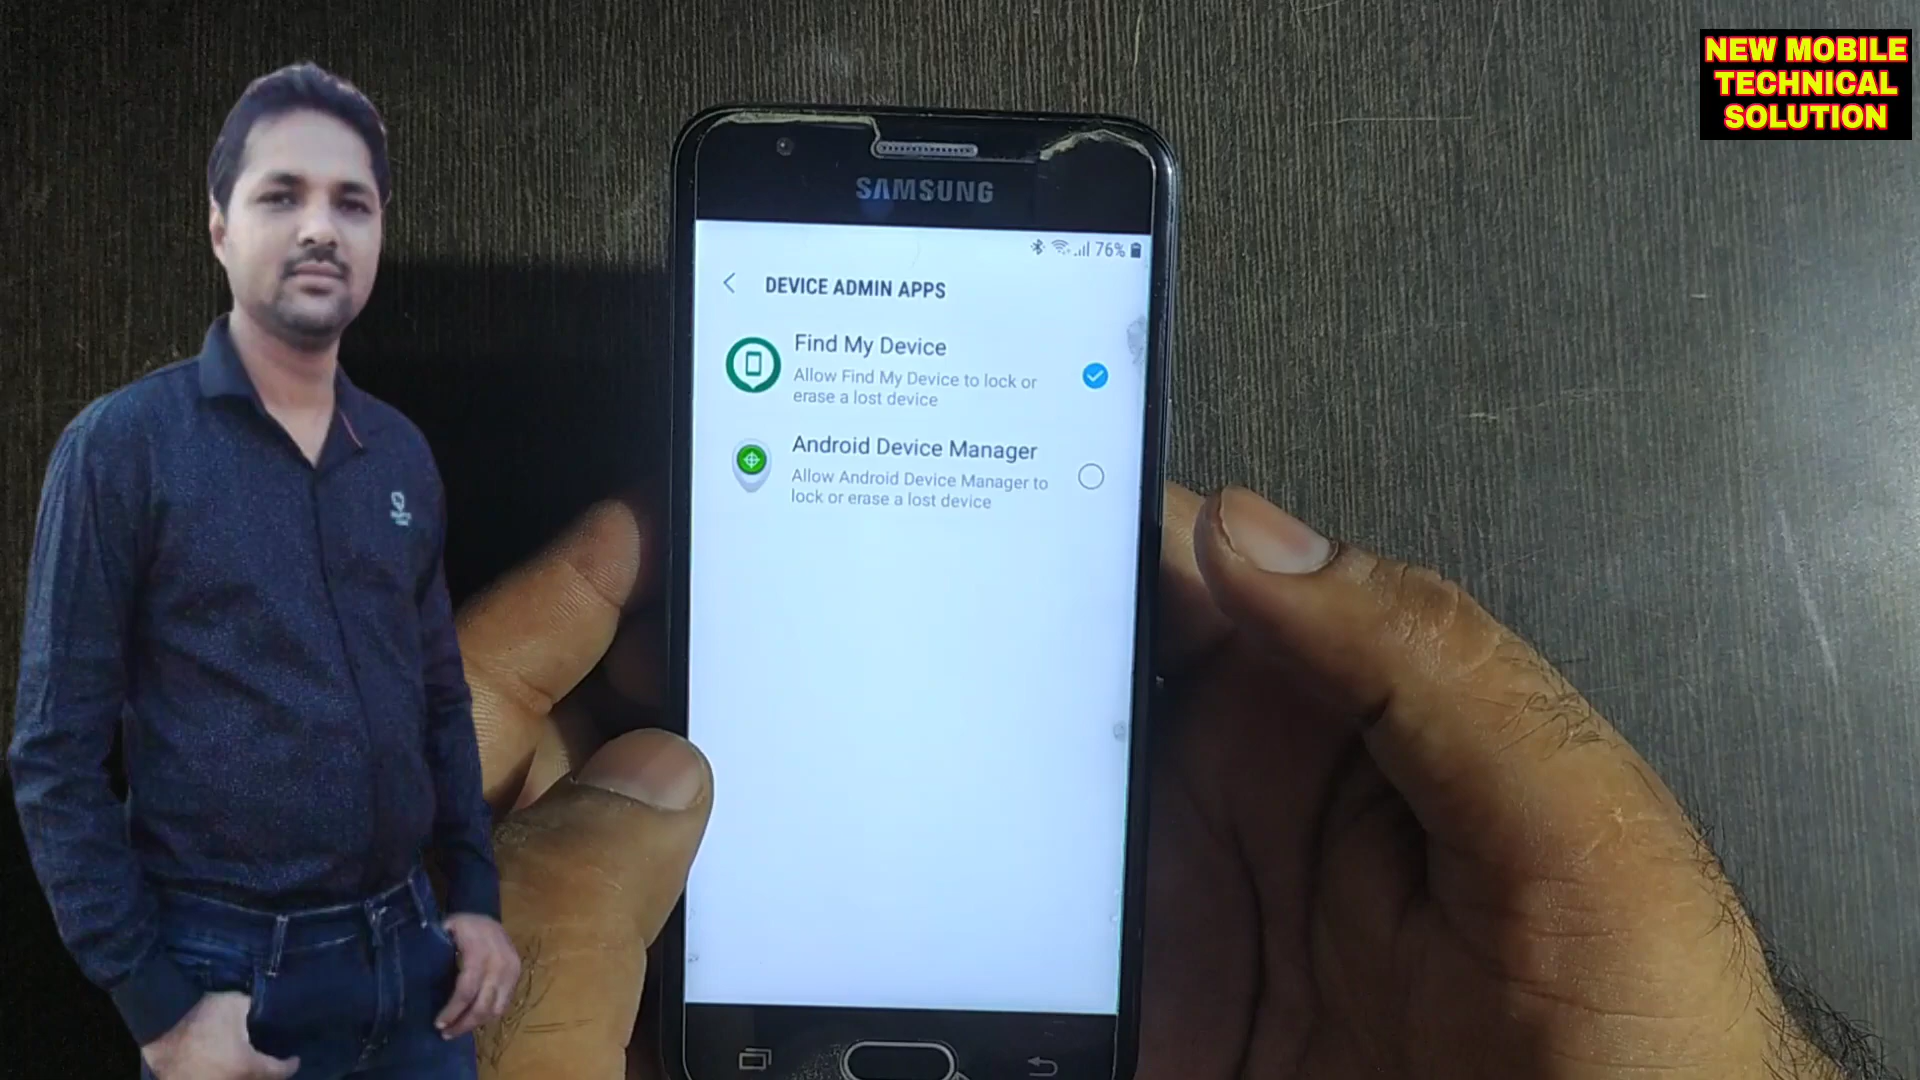 NEW MOBILE
TECHNICAL
SOLUTION
SAMSUNG
76%
DEVICE ADMIN APPS
Find My Device
Allow Find My Device to lock or
erase a lost device
Android Device Manager
Allow Android Device Manager to
lock or erase a lost device